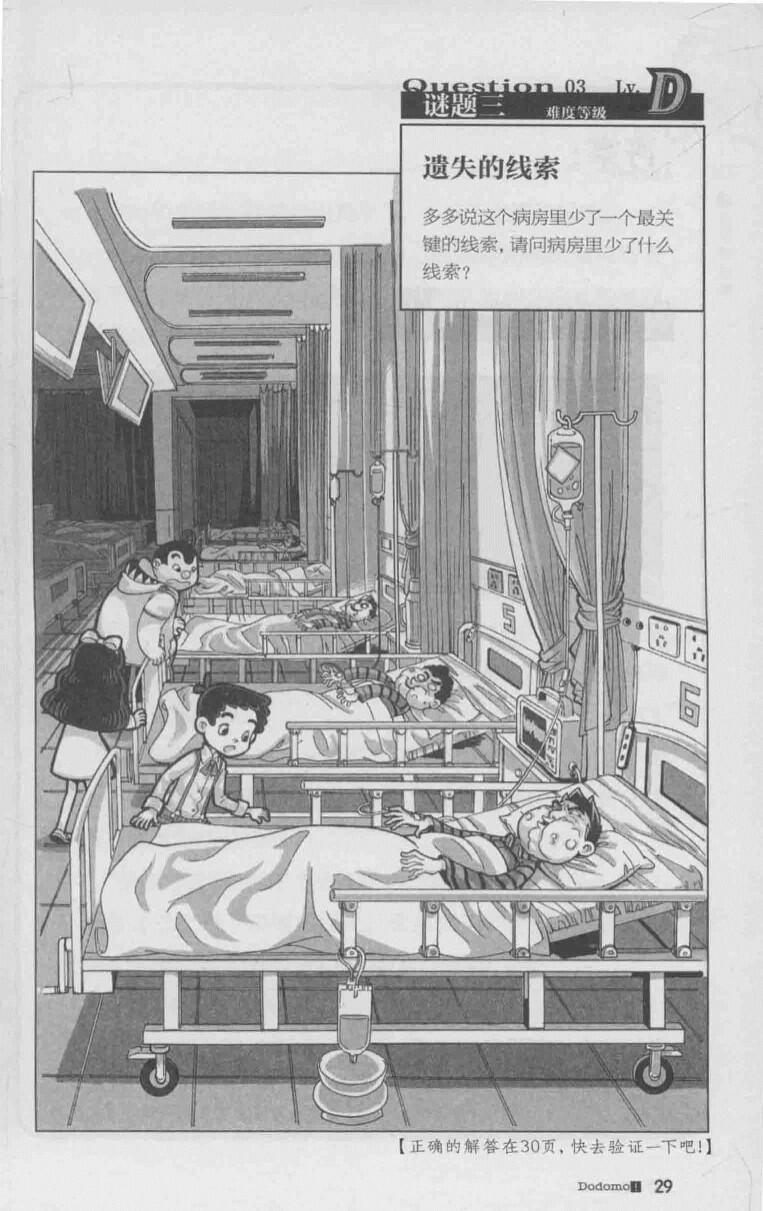 Question 03 Lv. D
谜题三 难度等级
遗失的线索
多多说这个病房里少了一个最关
键的线索，请问病房里少了什么
线索？
5
6
【正确的解答在30页，快去验证一下吧！】
Dodomo! 29